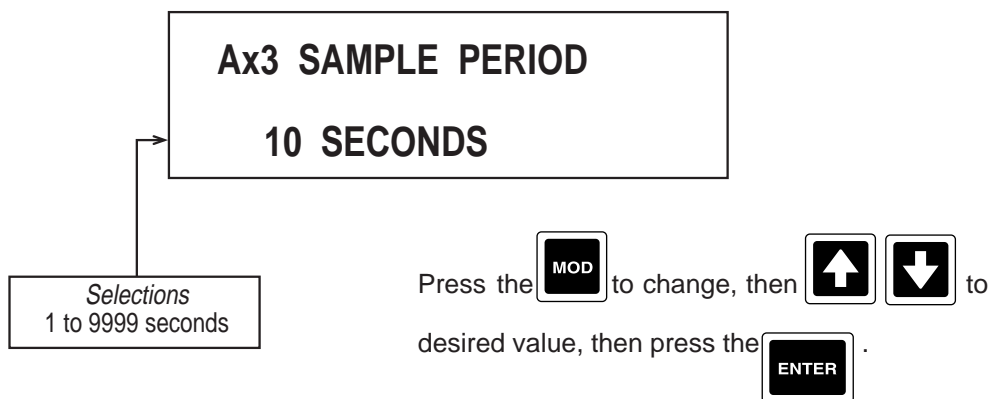 Ax3 SAMPLE PERIOD
10 SECONDS
Selections
1 to 9999 seconds
Press the MOD to change, then to
desired value, then press the ENTER .